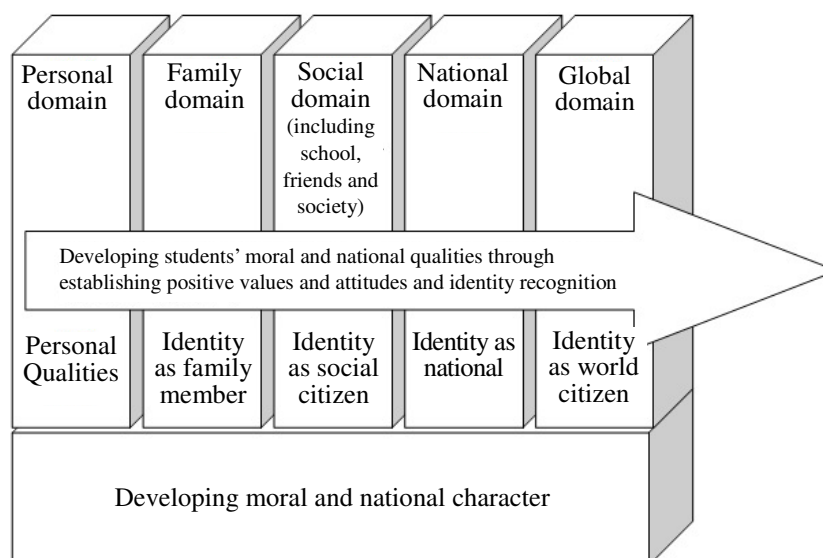 Personal
domain
Family
domain
Social
domain
(including
school,
friends and
society)
National
domain
Global
domain
Developing students' moral and national qualities through
establishing positive values and attitudes and identity recognition
Personal
Qualities
Identity
as family
member
Identity
as social
citizen
Identity as
national
Identity
as world
citizen
Developing moral and national character